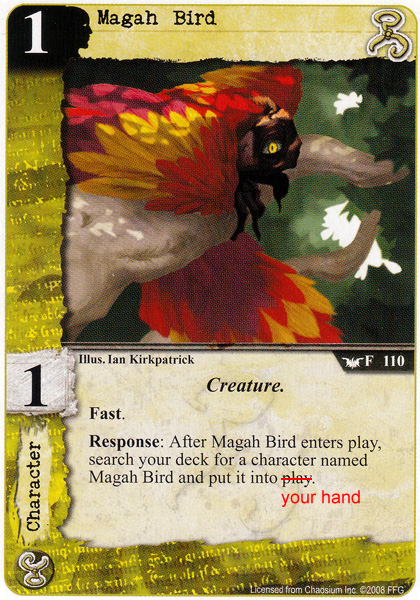 1
Magah Bird
Illus. Ian Kirkpatrick
F 110
1
Character
Creature.
Fast.
Response: After Magah Bird enters play,
search your deck for a character named
Magah Bird and put it into play.
your hand
Licensed from Chaosium Inc. ©2008 FFG